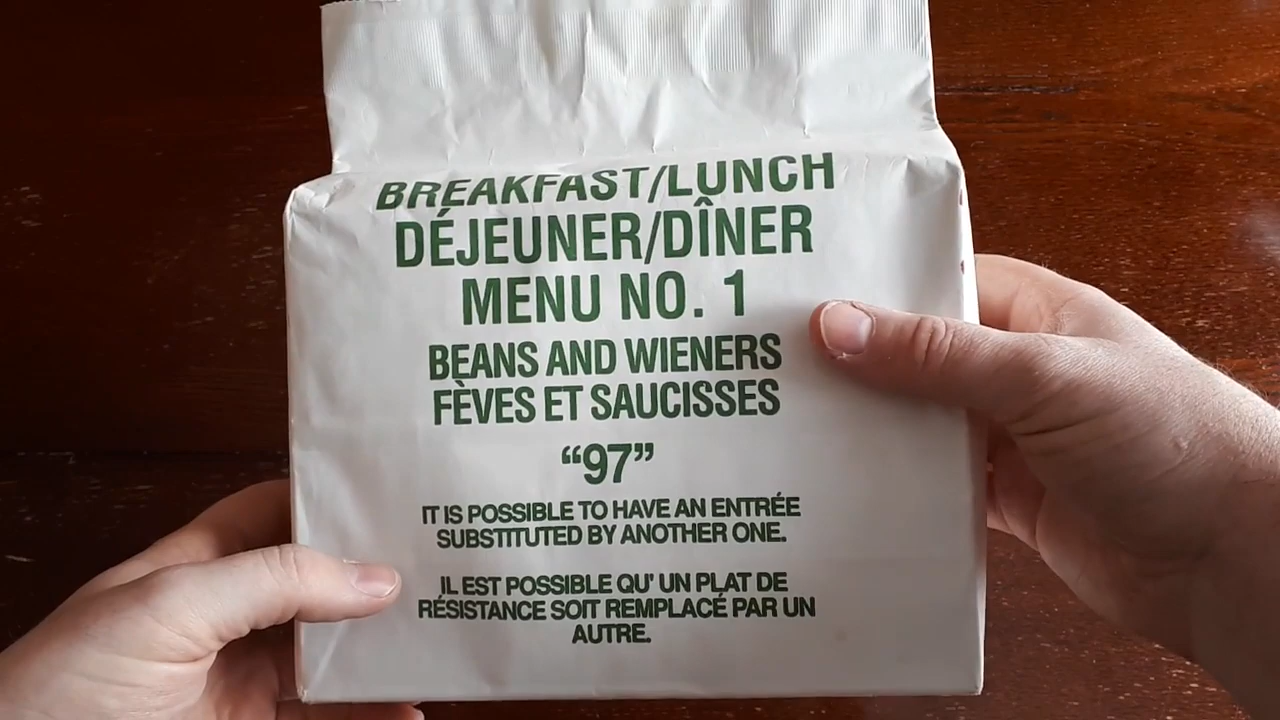 BREAKFAST/LUNCH
DÉJEUNER/DÎNER
MENU NO. 1
BEANS AND WIENERS
FÈVES ET SAUCISSES
“97”
IT IS POSSIBLE TO HAVE AN ENTRÉE
SUBSTITUTED BY ANOTHER ONE.
IL EST POSSIBLE QU' UN PLAT DE
RÉSISTANCE SOIT REMPLACÉ PAR UN
AUTRE.